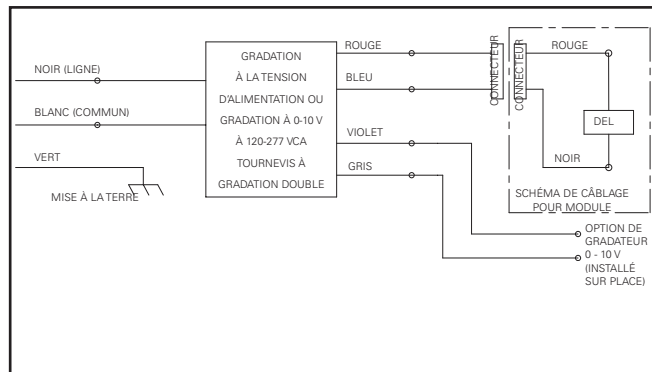 NOIR (LIGNE)
BLANC (COMMUN)
VERT
MISE À LA TERRE
GRADATION
À LA TENSION
D'ALIMENTATION OU
GRADATION À 0-10 V
À 120-277 VCA
TOURNEVIS À
GRADATION DOUBLE
ROUGE
BLEU
VIOLET
GRIS
CONNECTEUR
CONNECTEUR
ROUGE
DEL
NOIR
SCHÉMA DE CÂBLAGE
POUR MODULE
OPTION DE
GRADATEUR
0 - 10 V
(INSTALLÉ
SUR PLACE)